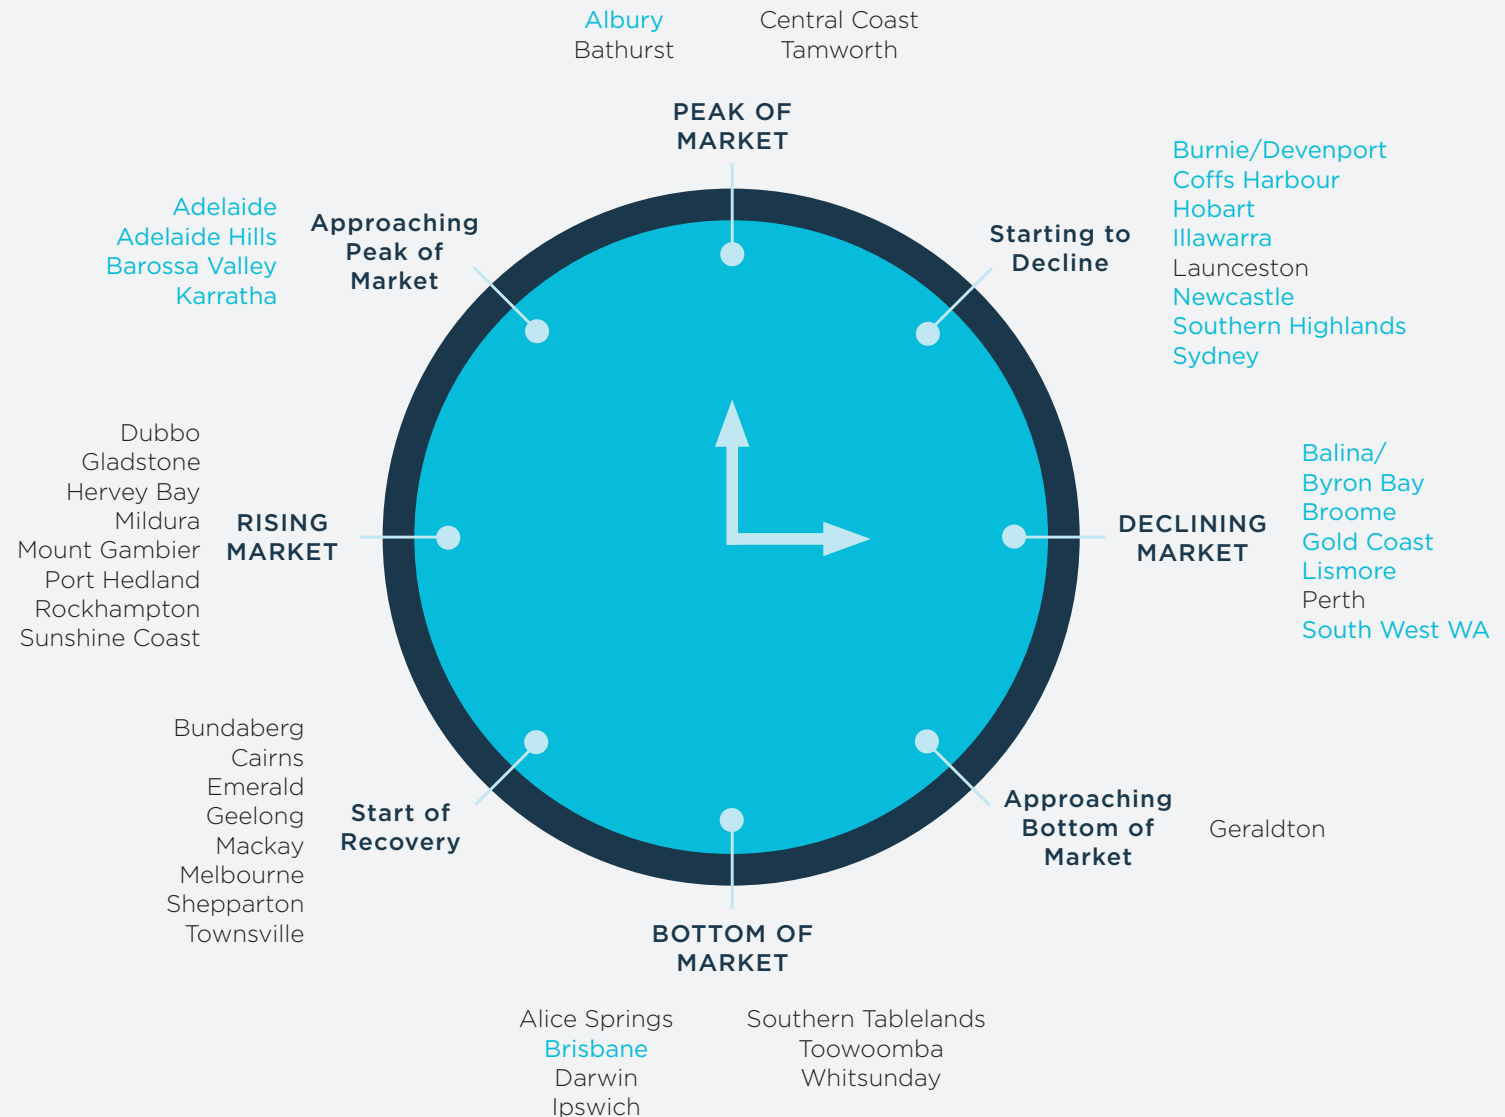 Albury
Bathurst
Central Coast
Tamworth
PEAK OF
MARKET
Starting to
Decline
Burnie/Devenport
Coffs Harbour
Hobart
Illawarra
Launceston
Newcastle
Southern Highlands
Sydney
DECLINING
MARKET
Balina/
Byron Bay
Broome
Gold Coast
Lismore
Perth
South West WA
Approaching
Bottom of
Market
Geraldton
BOTTOM OF
MARKET
Alice Springs
Brisbane
Darwin
Ipswich
Southern Tablelands
Toowoomba
Whitsunday
Start of
Recovery
Bundaberg
Cairns
Emerald
Geelong
Mackay
Melbourne
Shepparton
Townsville
RISING
MARKET
Dubbo
Gladstone
Hervey Bay
Mildura
Mount Gambier
Port Hedland
Rockhampton
Sunshine Coast
Approaching
Peak of
Market
Adelaide
Adelaide Hills
Barossa Valley
Karratha